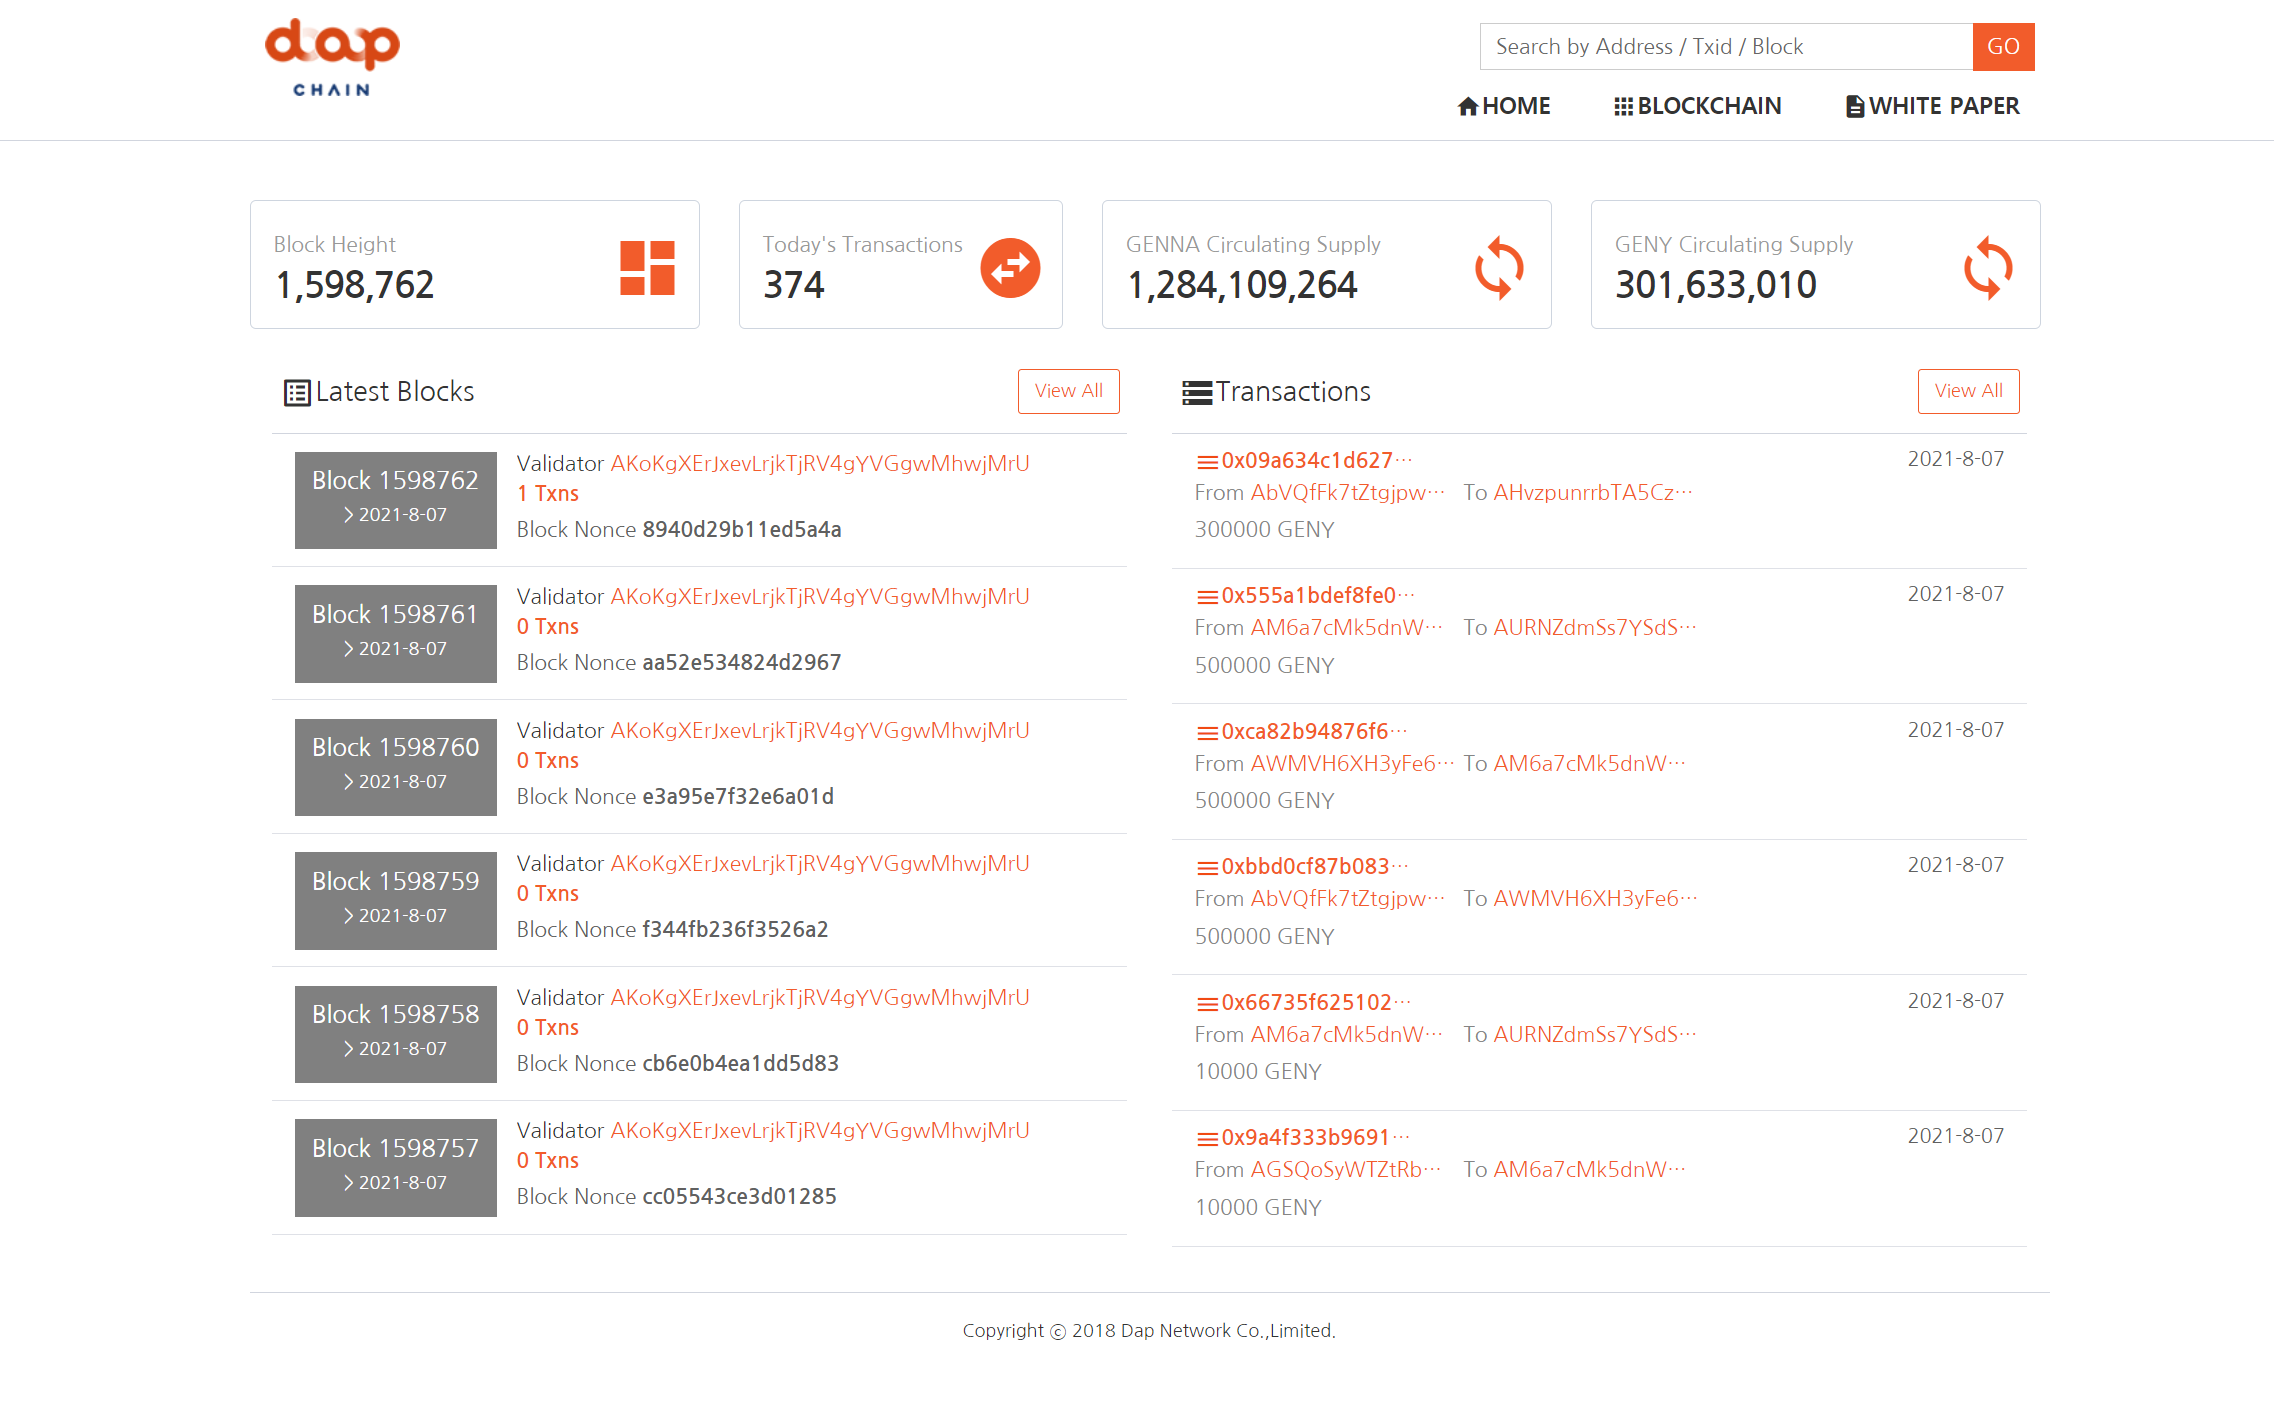 dap
CHAIN
Search by Address / Txid / Block
GO
HOME
BLOCKCHAIN
WHITE PAPER
Block Height
1,598,762
Today's Transactions
374
GENNA Circulating Supply
1,284,109,264
GENY Circulating Supply
301,633,010
Latest Blocks
View All
Block 1598762
2021-8-07
Validator AKoKgXErJxevLrjkTjRV4gYVGgwMhwjMrU
1 Txns
Block Nonce 8940d29b11ed5a4a
Block 1598761
2021-8-07
Validator AKoKgXErJxevLrjkTjRV4gYVGgwMhwjMrU
0 Txns
Block Nonce aa52e534824d2967
Block 1598760
2021-8-07
Validator AKoKgXErJxevLrjkTjRV4gYVGgwMhwjMrU
0 Txns
Block Nonce e3a95e7f32e6a01d
Block 1598759
2021-8-07
Validator AKoKgXErJxevLrjkTjRV4gYVGgwMhwjMrU
0 Txns
Block Nonce f344fb236f3526a2
Block 1598758
2021-8-07
Validator AKoKgXErJxevLrjkTjRV4gYVGgwMhwjMrU
0 Txns
Block Nonce cb6e0b4ea1dd5d83
Block 1598757
2021-8-07
Validator AKoKgXErJxevLrjkTjRV4gYVGgwMhwjMrU
0 Txns
Block Nonce cc05543ce3d01285
Transactions
View All
0x09a634c1d627… 2021-8-07
From AbVQfFk7tZtgjpw… To AHvzpunrrbTA5Cz…
300000 GENY
0x555a1bdef8fe0… 2021-8-07
From AM6a7cMk5dnW… To AURNZdmSs7YSdS…
500000 GENY
0xca82b94876f6… 2021-8-07
From AWMVH6XH3yFe6… To AM6a7cMk5dnW…
500000 GENY
0xbbd0cf87b083… 2021-8-07
From AbVQfFk7tZtgjpw… To AWMVH6XH3yFe6…
500000 GENY
0x66735f625102… 2021-8-07
From AM6a7cMk5dnW… To AURNZdmSs7YSdS…
10000 GENY
0x9a4f333b9691… 2021-8-07
From AGSQoSyWTZtRb… To AM6a7cMk5dnW…
10000 GENY
Copyright ⓒ 2018 Dap Network Co.,Limited.